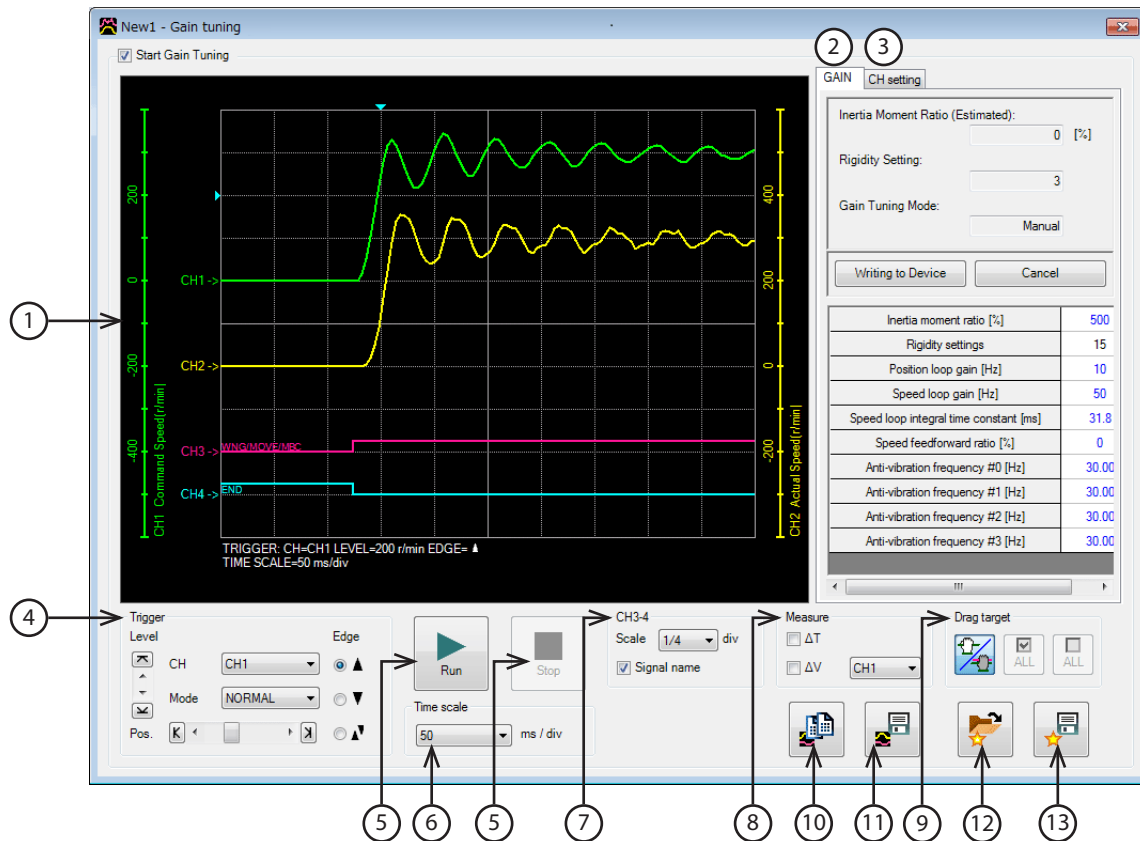 New1 - Gain tuning
Start Gain Tuning
2
3
GAIN
CH setting
Inertia Moment Ratio (Estimated):
0 [%]
Rigidity Setting:
3
Gain Tuning Mode:
Manual
Writing to Device
Cancel
Inertia moment ratio [%] 500
Rigidity settings 15
Position loop gain [Hz] 10
Speed loop gain [Hz] 50
Speed loop integral time constant [ms] 31.8
Speed feedforward ratio [%] 0
Anti-vibration frequency #0 [Hz] 30.00
Anti-vibration frequency #1 [Hz] 30.00
Anti-vibration frequency #2 [Hz] 30.00
Anti-vibration frequency #3 [Hz] 30.00
1
200
0
-200
-400
CH1 Command Speed[r/min]
CH1 ->
CH2 ->
CH3 -> WNG/MOVE/MBC
CH4 -> END
400
200
0
-200
CH2 Actual Speed[r/min]
TRIGGER: CH=CH1 LEVEL=200 r/min EDGE=
TIME SCALE=50 ms/div
4
Trigger
Level
Edge
CH CH1
Mode NORMAL
Pos.
Run
Stop
Time scale
50 ms / div
CH3-4
Scale 1/4 div
Signal name
Measure
ΔT
ΔV CH1
Drag target
ALL
ALL
5
6
5
7
8
10
11
9
12
13